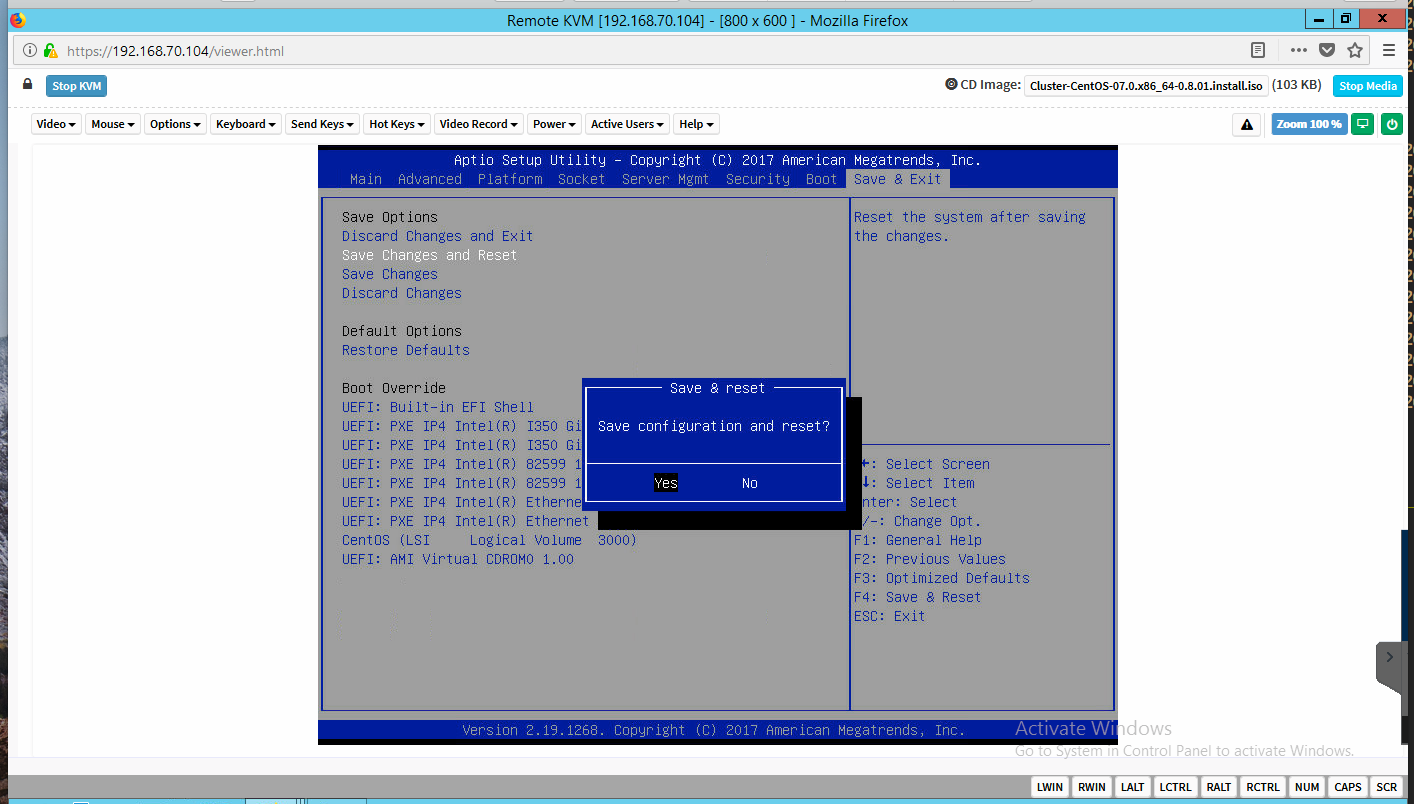 Remote KVM [192.168.70.104] - [800 x 600 ] - Mozilla Firefox
https://192.168.70.104/viewer.html
Stop KVM
CD Image: Cluster-CentOS-07.0.x86_64-0.8.01.install.iso (103 KB) Stop Media
Video Mouse Options Keyboard Send Keys Hot Keys Video Record Power Active Users Help Zoom 100 %
Aptio Setup Utility - Copyright (C) 2017 American Megatrends, Inc.
Main Advanced Platform Socket Server Mgmt Security Boot Save & Exit
Save Options
Discard Changes and Exit
Save Changes and Reset
Save Changes
Discard Changes
Default Options
Restore Defaults
Boot Override
UEFI: Built-in EFI Shell
UEFI: PXE IP4 Intel(R) I350 Gi
UEFI: PXE IP4 Intel(R) I350 Gi
UEFI: PXE IP4 Intel(R) 82599 1
UEFI: PXE IP4 Intel(R) 82599 1
UEFI: PXE IP4 Intel(R) Etherne
UEFI: PXE IP4 Intel(R) Ethernet
CentOS (LSI Logical Volume 3000)
UEFI: AMI Virtual CDROM0 1.00
Save & reset
Save configuration and reset?
Yes No
Reset the system after saving
the changes.
: Select Screen
: Select Item
nter: Select
/-: Change Opt.
F1: General Help
F2: Previous Values
F3: Optimized Defaults
F4: Save & Reset
ESC: Exit
Version 2.19.1268. Copyright (C) 2017 American Megatrends, Inc.
Activate Windows
Go to System in Control Panel to activate Windows.
LWIN RWIN LALT LCTRL RALT RCTRL NUM CAPS SCR